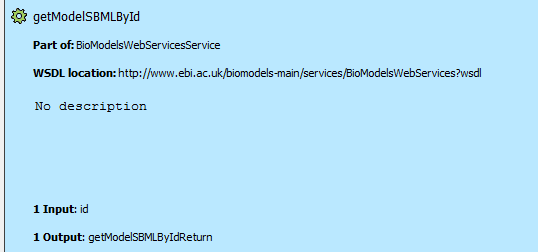 getModelSBMLById
Part of: BioModelsWebServicesService
WSDL location: http://www.ebi.ac.uk/biomodels-main/services/BioModelsWebServices?wsdl
No description
1 Input: id
1 Output: getModelSBMLByIdReturn